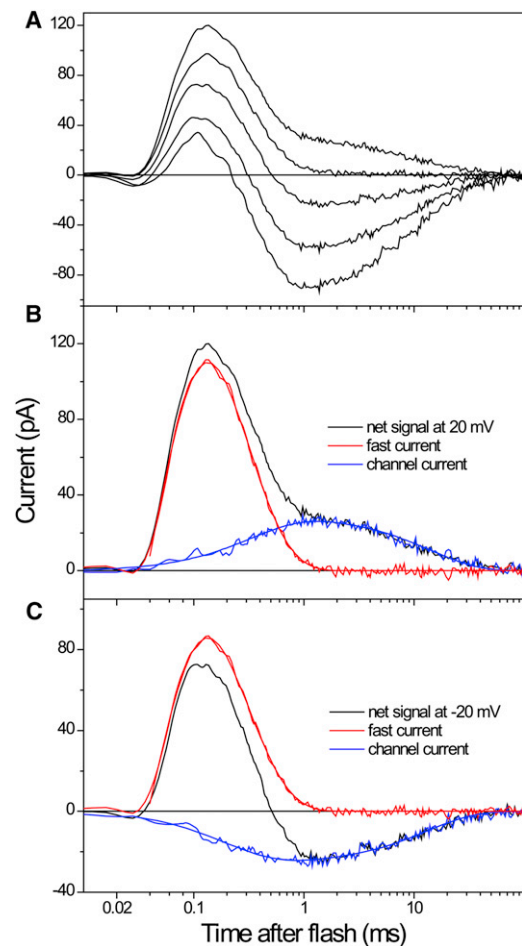 A
120
80
40
0
-40
-80
B
120
80
40
0
net signal at 20 mV
fast current
channel current
Current (pA)
C
80
40
0
-40
net signal at -20 mV
fast current
channel current
0.02
0.1
1
10
Time after flash (ms)